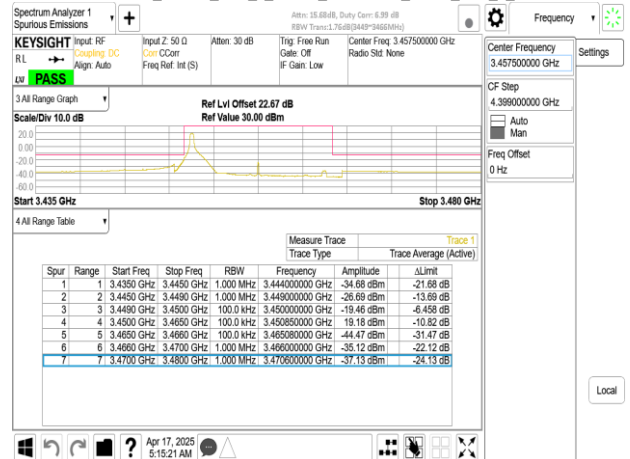 Spectrum Analyzer 1
Spurious Emissions
+
Attn: 15.68dB, Duty Corr: 6.99 dB
RBW Trans:1.76dB(3449~3466MHz)
Frequency
KEYSIGHT
RL
LXI
PASS
Input: RF
Coupling: DC
Align: Auto
Input Z: 50 Ω
Corr CCorr
Freq Ref: Int (S)
Atten: 30 dB
Trig: Free Run
Gate: Off
IF Gain: Low
Center Freq: 3.457500000 GHz
Radio Std: None
Center Frequency
3.457500000 GHz
Settings
CF Step
4.399000000 GHz
Auto
Man
Freq Offset
0 Hz
3 All Range Graph
Scale/Div 10.0 dB
Ref Lvl Offset 22.67 dB
Ref Value 30.00 dBm
20.0
0.00
-20.0
-40.0
-60.0
Start 3.435 GHz
Stop 3.480 GHz
4 All Range Table
Measure Trace Trace 1
Trace Type Trace Average (Active)
Spur Range Start Freq Stop Freq RBW Frequency Amplitude ΔLimit
1 1 3.4350 GHz 3.4450 GHz 1.000 MHz 3.444000000 GHz -34.68 dBm -21.68 dB
2 2 3.4450 GHz 3.4490 GHz 1.000 MHz 3.449000000 GHz -26.69 dBm -13.69 dB
3 3 3.4490 GHz 3.4500 GHz 100.0 kHz 3.450000000 GHz -19.46 dBm -6.458 dB
4 4 3.4500 GHz 3.4650 GHz 100.0 kHz 3.450850000 GHz 19.18 dBm -10.82 dB
5 5 3.4650 GHz 3.4660 GHz 100.0 kHz 3.465080000 GHz -44.47 dBm -31.47 dB
6 6 3.4660 GHz 3.4700 GHz 1.000 MHz 3.466000000 GHz -35.12 dBm -22.12 dB
7 7 3.4700 GHz 3.4800 GHz 1.000 MHz 3.470600000 GHz -37.13 dBm -24.13 dB
Local
?
Apr 17, 2025
5:15:21 AM